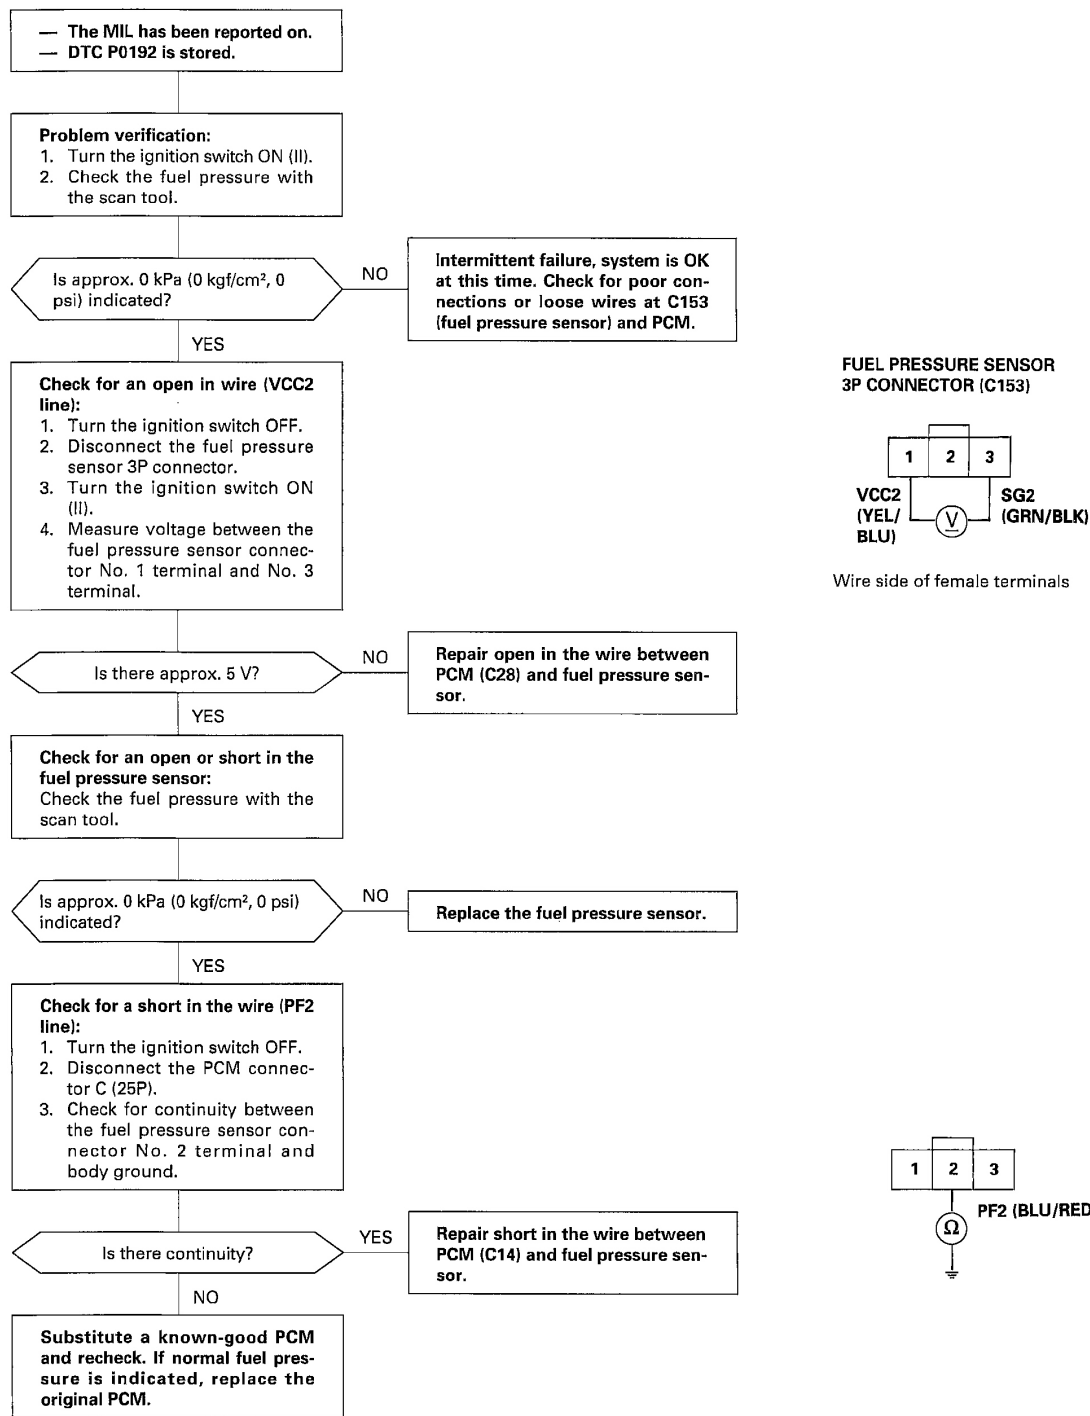 — The MIL has been reported on.
— DTC P0192 is stored.
Problem verification:
1. Turn the ignition switch ON (II).
2. Check the fuel pressure with
the scan tool.
Is approx. 0 kPa (0 kgf/cm², 0
psi) indicated?
NO
Intermittent failure, system is OK
at this time. Check for poor con-
nections or loose wires at C153
(fuel pressure sensor) and PCM.
YES
Check for an open in wire (VCC2
line):
1. Turn the ignition switch OFF.
2. Disconnect the fuel pressure
sensor 3P connector.
3. Turn the ignition switch ON
(II).
4. Measure voltage between the
fuel pressure sensor connec-
tor No. 1 terminal and No. 3
terminal.
FUEL PRESSURE SENSOR
3P CONNECTOR (C153)
1 2 3
VCC2
(YEL/
BLU)
V
SG2
(GRN/BLK)
Wire side of female terminals
Is there approx. 5 V?
NO
Repair open in the wire between
PCM (C28) and fuel pressure sen-
sor.
YES
Check for an open or short in the
fuel pressure sensor:
Check the fuel pressure with the
scan tool.
Is approx. 0 kPa (0 kgf/cm², 0 psi)
indicated?
NO
Replace the fuel pressure sensor.
YES
Check for a short in the wire (PF2
line):
1. Turn the ignition switch OFF.
2. Disconnect the PCM connec-
tor C (25P).
3. Check for continuity between
the fuel pressure sensor con-
nector No. 2 terminal and
body ground.
1 2 3
PF2 (BLU/RED
Ω
Is there continuity?
YES
Repair short in the wire between
PCM (C14) and fuel pressure sen-
sor.
NO
Substitute a known-good PCM
and recheck. If normal fuel pres-
sure is indicated, replace the
original PCM.